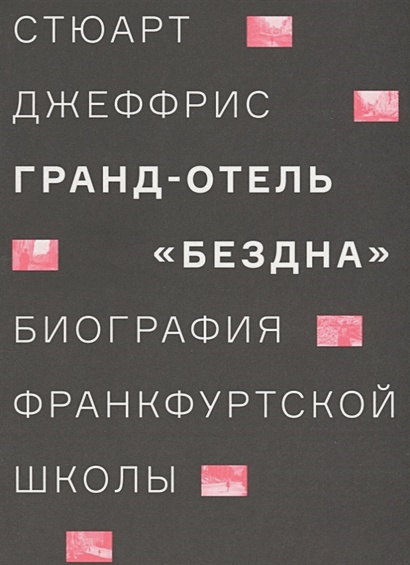 СТЮАРТ
ДЖЕФФРИС
ГРАНД-ОТЕЛЬ
«БЕЗДНА»
БИОГРАФИЯ
ФРАНКФУРТСКОЙ
ШКОЛЫ